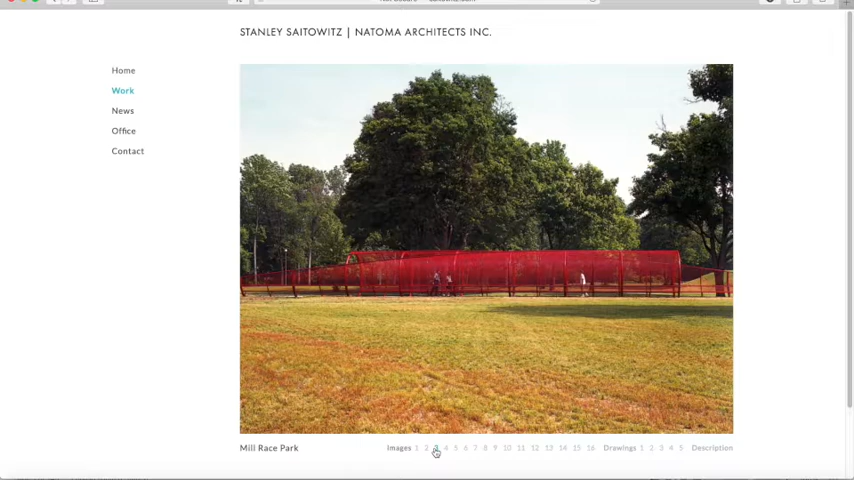 STANLEY SAITOWITZ | NATOMA ARCHITECTS INC.
Home
Work
News
Office
Contact
Mill Race Park
Images 1 2 3 4 5 6 7 8 9 10 11 12 13 14 15 16 Drawings 1 2 3 4 5 Description